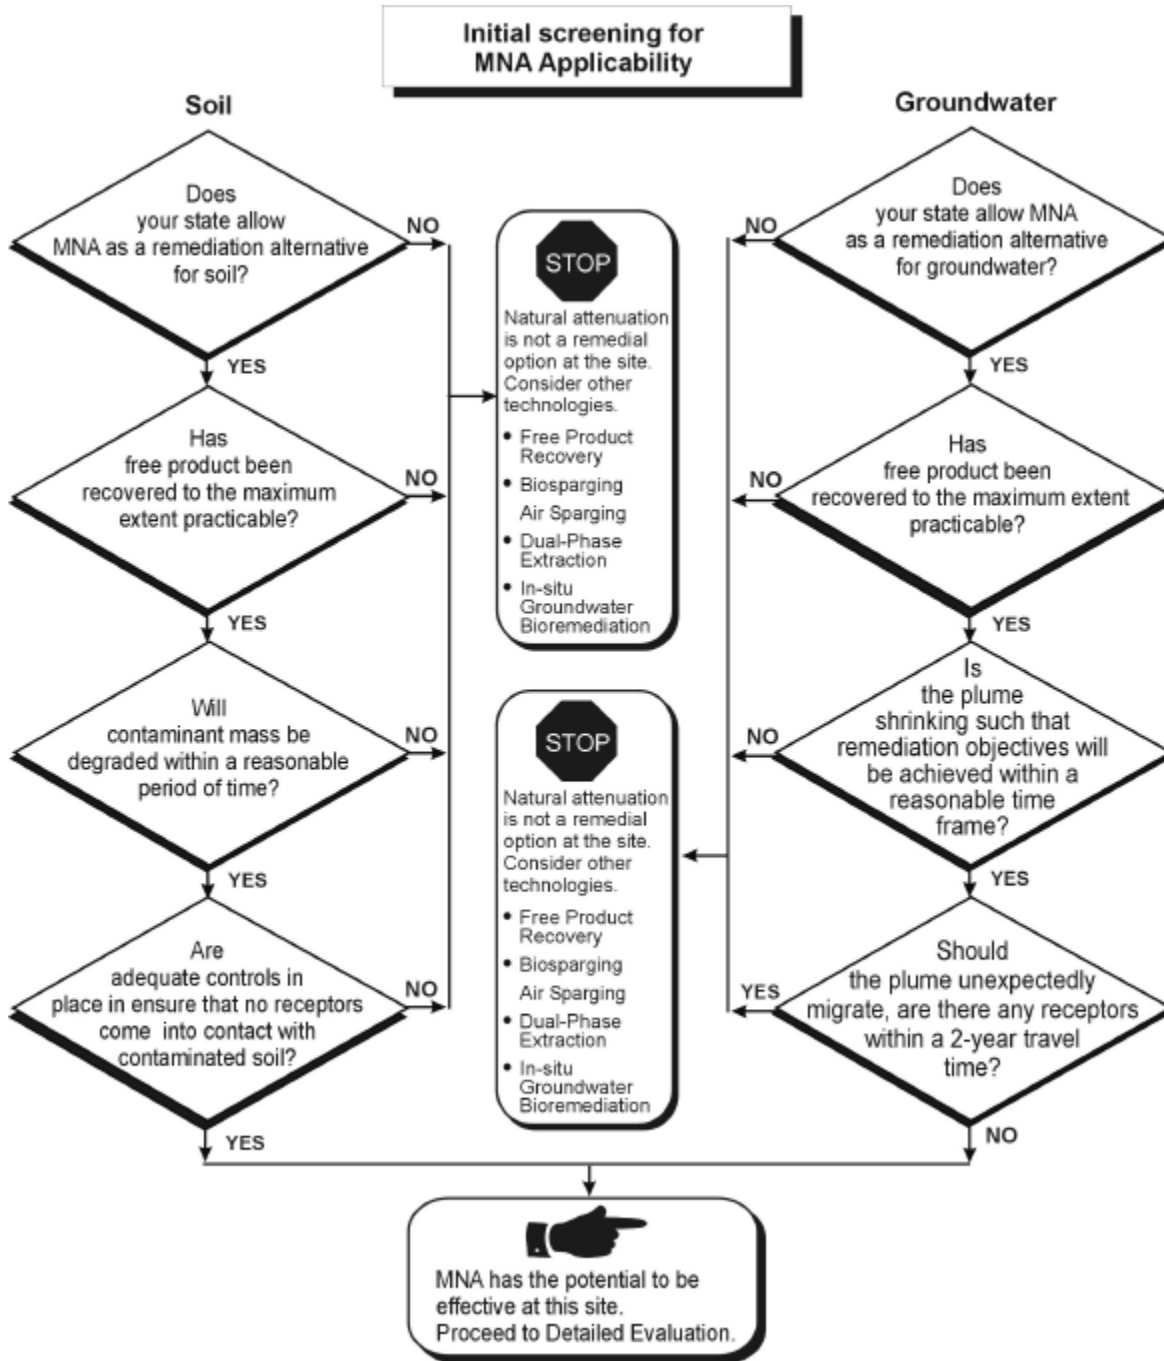 Initial screening for
MNA Applicability
Soil
Does
your state allow
MNA as a remediation alternative
for soil?
NO
YES
Has
free product been
recovered to the maximum
extent practicable?
NO
YES
Will
contaminant mass be
degraded within a reasonable
period of time?
NO
YES
Are
adequate controls in
place in ensure that no receptors
come into contact with
contaminated soil?
NO
YES
STOP
Natural attenuation
is not a remedial
option at the site.
Consider other
technologies.
• Free Product
Recovery
• Biosparging
Air Sparging
• Dual-Phase
Extraction
• In-situ
Groundwater
Bioremediation
STOP
Natural attenuation
is not a remedial
option at the site.
Consider other
technologies.
• Free Product
Recovery
• Biosparging
Air Sparging
• Dual-Phase
Extraction
• In-situ
Groundwater
Bioremediation
Groundwater
Does
your state allow MNA
as a remediation alternative
for groundwater?
NO
YES
Has
free product been
recovered to the maximum extent
practicable?
NO
YES
Is
the plume
shrinking such that
remediation objectives will
be achieved within a
reasonable time
frame?
NO
YES
Should
the plume unexpectedly
migrate, are there any receptors
within a 2-year travel
time?
YES
NO
MNA has the potential to be
effective at this site.
Proceed to Detailed Evaluation.